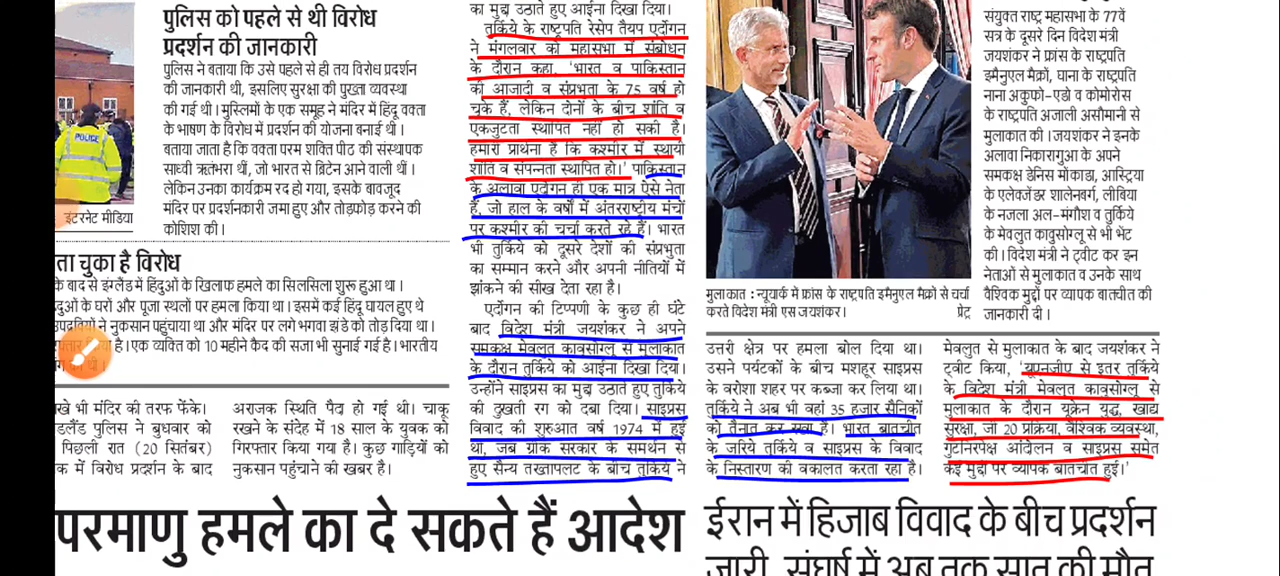 पुलिस को पहले से थी विरोध
प्रदर्शन की जानकारी
पुलिस ने बताया कि उसे पहले से ही तय विरोध प्रदर्शन
की जानकारी थी, इसलिए सुरक्षा की पुख्ता व्यवस्था
की गई थी। मुस्लिमों के एक समूह ने मंदिर में हिंदू वक्ता
के भाषण के विरोध में प्रदर्शन की योजना बनाई थी।
बताया जाता है कि वक्ता परम शक्ति पीठ की संस्थापक
साध्वी ऋतंभरा थीं, जो भारत से ब्रिटेन आने वाली थीं।
लेकिन उनका कार्यक्रम रद हो गया, इसके बावजूद
मंदिर पर प्रदर्शनकारी जमा हुए और तोड़फोड़ करने की
कोशिश की।
POLICE
इंटरनेट मीडिया
ता चुका है विरोध
के बाद से इंग्लैंड में हिंदुओं के खिलाफ हमले का सिलसिला शुरू हुआ था।
दुओं के घरों और पूजा स्थलों पर हमला किया था। इसमें कई हिंदू घायल हुए थे
उपद्रवियों ने नुकसान पहुंचाया था और मंदिर पर लगे भगवा झंडे को तोड़ दिया था।
है। एक व्यक्ति को 10 महीने कैद की सजा भी सुनाई गई है। भारतीय
रखे भी मंदिर की तरफ फेंके।
डलैंड पुलिस ने बुधवार को
पिछली रात (20 सितंबर)
क में विरोध प्रदर्शन के बाद
अराजक स्थिति पैदा हो गई थी। चाकू
रखने के संदेह में 18 साल के युवक को
गिरफ्तार किया गया है। कुछ गाड़ियों को
नुकसान पहुंचाने की खबर है।
का मुद्दा उठाते हुए आईना दिखा दिया।
तुर्किये के राष्ट्रपति रेसेप तैयप एर्दोगन
ने मंगलवार को महासभा में संबोधन
के दौरान कहा, 'भारत व पाकिस्तान
की आजादी व संप्रभुता के 75 वर्ष हो
चुके हैं, लेकिन दोनों के बीच शांति व
एकजुटता स्थापित नहीं हो सकी है।
हमारी प्रार्थना है कि कश्मीर में स्थायी
शांति व संपन्नता स्थापित हो।' पाकिस्तान
के अलावा एर्दोगन ही एक मात्र ऐसे नेता
हैं, जो हाल के वर्षों में अंतरराष्ट्रीय मंचों
पर कश्मीर की चर्चा करते रहे हैं। भारत
भी तुर्किये को दूसरे देशों की संप्रभुता
का सम्मान करने और अपनी नीतियों में
झांकने की सीख देता रहा है।
एर्दोगन की टिप्पणी के कुछ ही घंटे
बाद विदेश मंत्री जयशंकर ने अपने
समकक्ष मेवलुत कावसोग्लू से मुलाकात
के दौरान तुर्किये को आईना दिखा दिया।
उन्होंने साइप्रस का मुद्दा उठाते हुए तुर्किये
की दुखती रग को दबा दिया। साइप्रस
विवाद की शुरुआत वर्ष 1974 में हुई
थी, जब ग्रीक सरकार के समर्थन से
हुए सैन्य तख्तापलट के बीच तुर्किये ने
मुलाकात : न्यूयार्क में फ्रांस के राष्ट्रपति इमैनुएल मैक्रों से चर्चा
करते विदेश मंत्री एस जयशंकर। प्रेट्र
उत्तरी क्षेत्र पर हमला बोल दिया था।
उसने पर्यटकों के बीच मशहूर साइप्रस
के वरोशा शहर पर कब्जा कर लिया था।
तुर्किये ने अब भी वहां 35 हजार सैनिकों
को तैनात कर रखा है। भारत बातचीत
के जरिये तुर्किये व साइप्रस के विवाद
के निस्तारण की वकालत करता रहा है।
संयुक्त राष्ट्र महासभा के 77वें
सत्र के दूसरे दिन विदेश मंत्री
जयशंकर ने फ्रांस के राष्ट्रपति
इमैनुएल मैक्रों, घाना के राष्ट्रपति
नाना अकुफो-एडो व कोमोरोस
के राष्ट्रपति अजाली असौमानी से
मुलाकात की। जयशंकर ने इनके
अलावा निकारागुआ के अपने
समकक्ष डेनिस मोंकाडा, आस्ट्रिया
के एलेक्जेंडर शालेनबर्ग, लीबिया
के नजला अल-मंगौश व तुर्किये
के मेवलुत कावुसोग्लू से भी भेंट
की। विदेश मंत्री ने ट्वीट कर इन
नेताओं से मुलाकात व उनके साथ
वैश्विक मुद्दों पर व्यापक बातचीत की
जानकारी दी।
मेवलुत से मुलाकात के बाद जयशंकर ने
ट्वीट किया, 'यूएनजीए से इतर तुर्किये
के विदेश मंत्री मेवलुत कावुसोग्लू से
मुलाकात के दौरान यूक्रेन युद्ध, खाद्य
सुरक्षा, जी 20 प्रक्रिया, वैश्विक व्यवस्था,
गुटनिरपेक्ष आंदोलन व साइप्रस समेत
कई मुद्दों पर व्यापक बातचीत हुई।'
परमाणु हमले का दे सकते हैं आदेश
ईरान में हिजाब विवाद के बीच प्रदर्शन
जारी, संघर्ष में अब तक सात की मौत